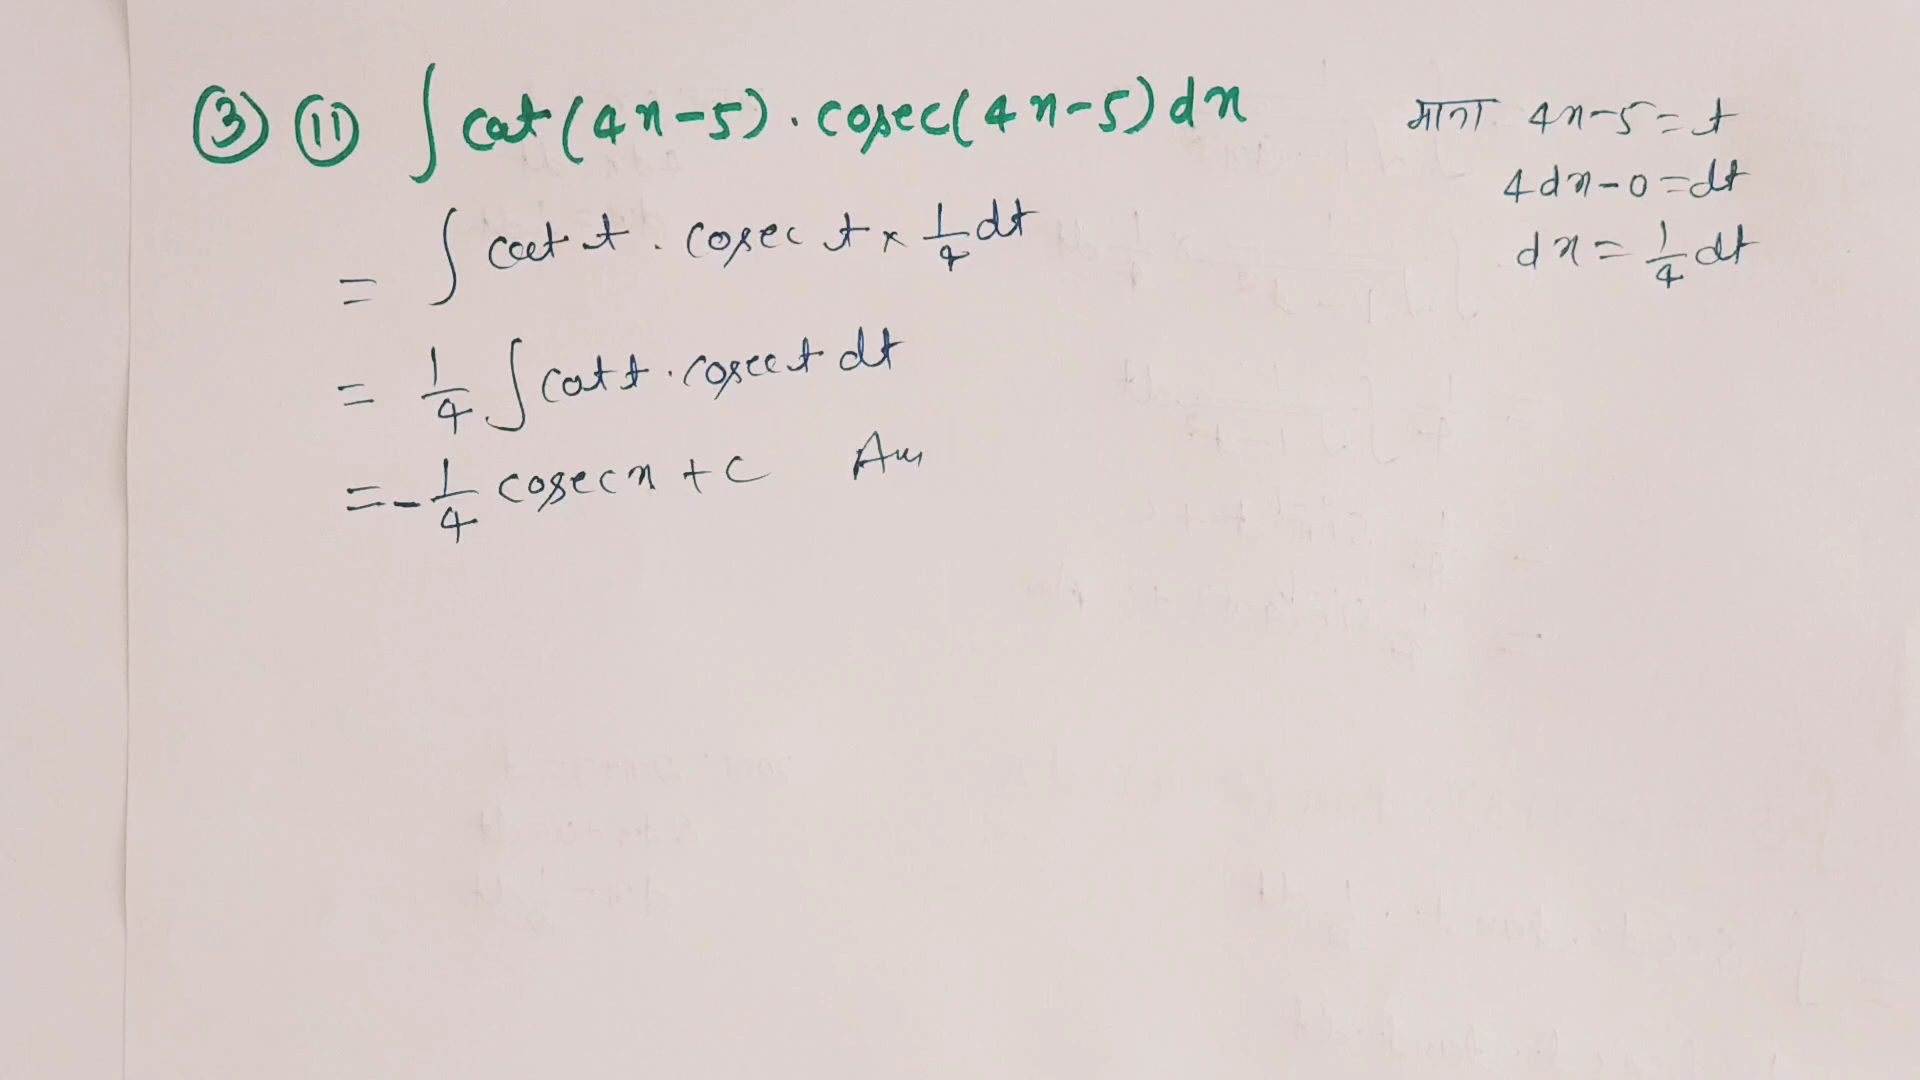 ③ ⑪ ∫ cot(4x-5) . cosec(4x-5) dx
माना 4x-5=t
4dx-0=dt
dx=1/4 dt
= ∫ cot t . cosec t × 1/4 dt
= 1/4 ∫ cot t . cosec t dt
= -1/4 cosec x + c Ans